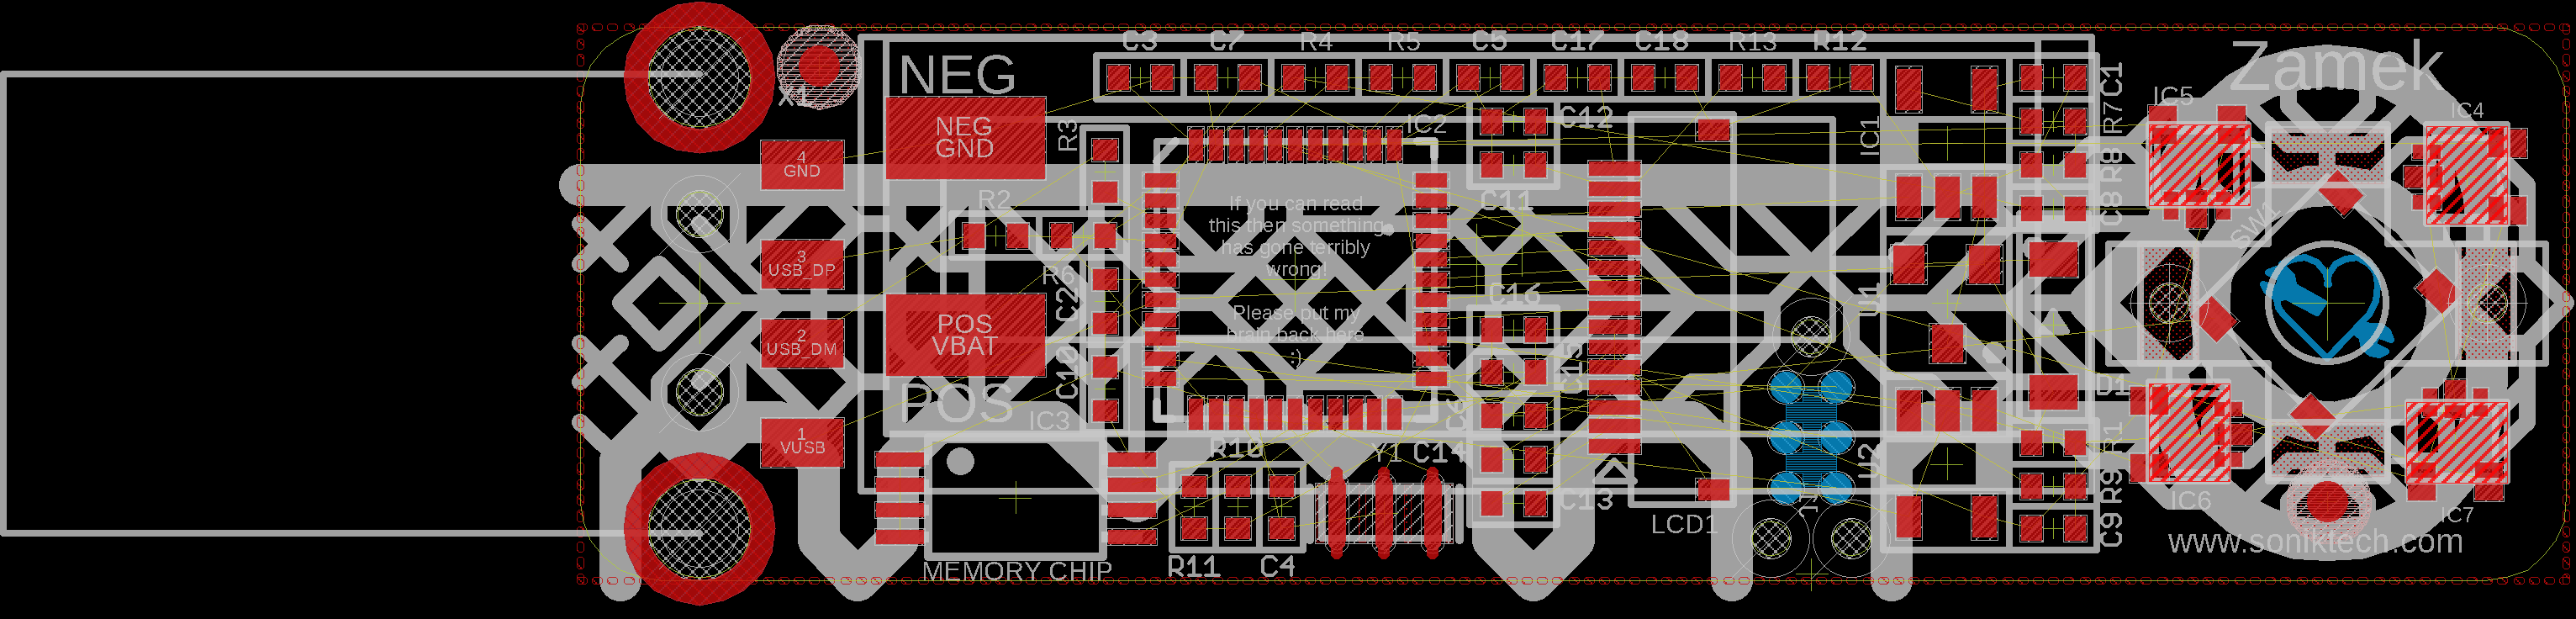 C3 C7 R4 R5 C5 C17 C18 R13 R12
Zamek
NEG
X1
NEG
GND
R3
IC2
C12
IC1
C1
R7
IC5
IC4
4
GND
R2
C11
R8
C8
SW1
If you can read
this then something
has gone terribly
wrong!
3
USB_DP
R6
C2
C16
U1
Please put my
brain back here
:)
POS
VBAT
2
USB_DM
C10
C15
POS
IC3
C6
D1
1
VUSB
R10
Y1
C14
U2
R1
R9
C9
IC6
IC7
C13
J1
LCD1
MEMORY CHIP
R11
C4
www.soniktech.com